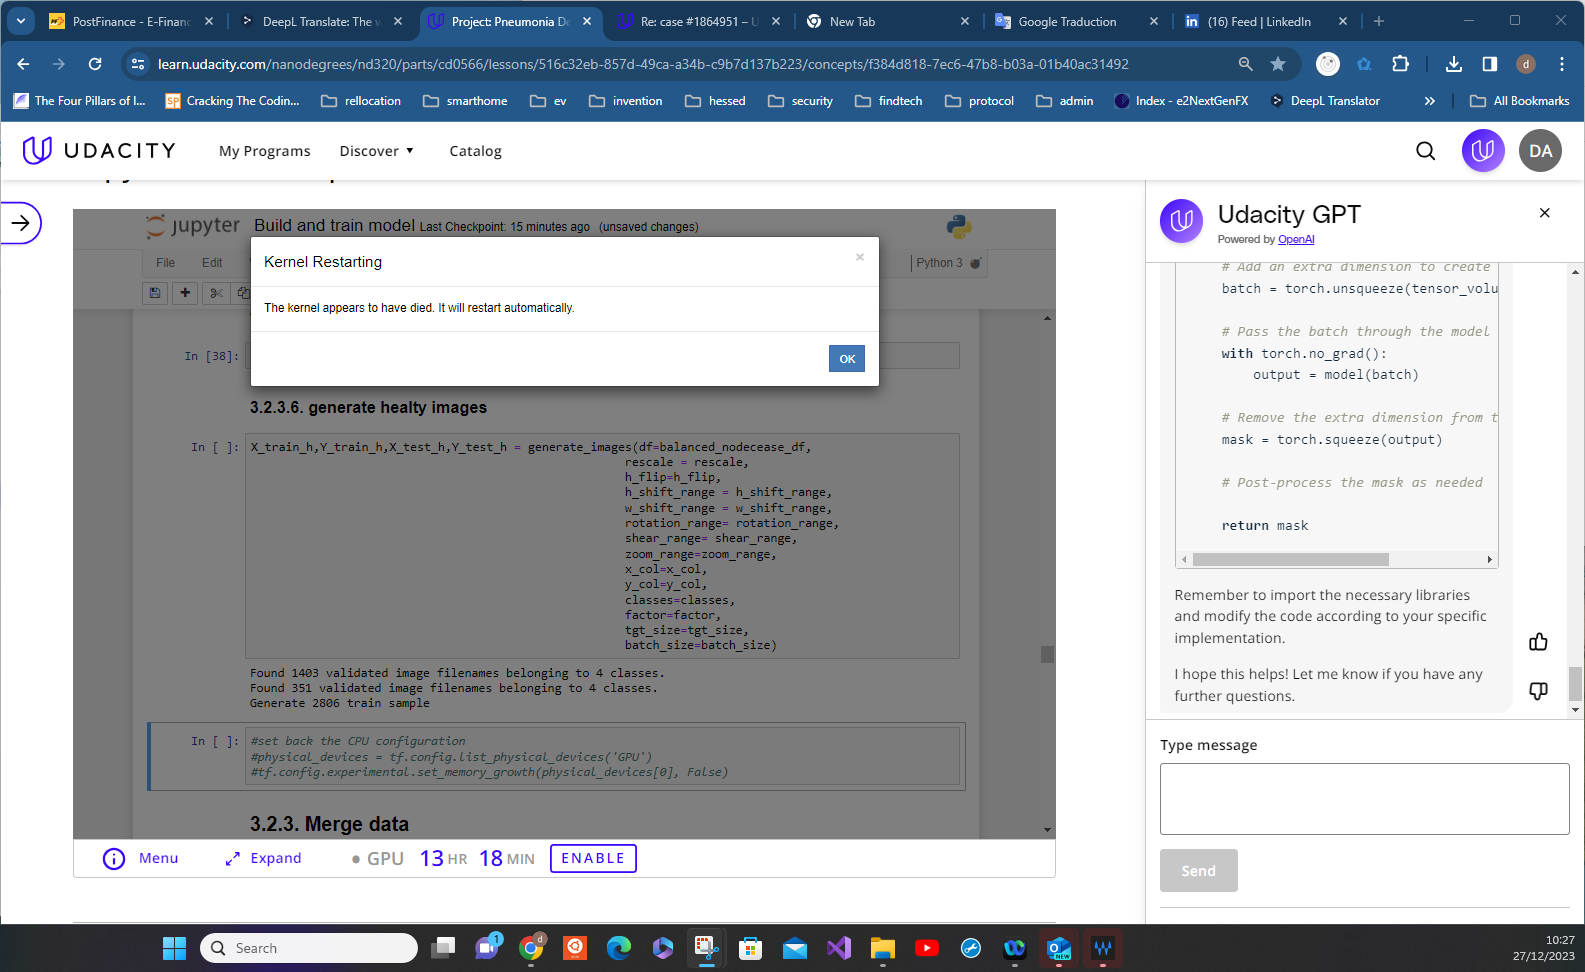 PostFinance - E-Financ
DeepL Translate: The w
Project: Pneumonia De
Re: case #1864951 – U
New Tab
Google Traduction
(16) Feed | LinkedIn
learn.udacity.com/nanodegrees/nd320/parts/cd0566/lessons/516c32eb-857d-49ca-a34b-c9b7d137b223/concepts/f384d818-7ec6-47b8-b03a-01b40ac31492
d
The Four Pillars of I...
SP Cracking The Codin...
rellocation
smarthome
ev
invention
hessed
security
findtech
protocol
admin
Index - e2NextGenFX
DeepL Translator
»
All Bookmarks
UDACITY
My Programs
Discover
Catalog
DA
jupyter Build and train model Last Checkpoint: 15 minutes ago (unsaved changes)
File Edit
Python 3
Kernel Restarting
×
The kernel appears to have died. It will restart automatically.
OK
In [38]:
3.2.3.6. generate healty images
In [ ]: X_train_h,Y_train_h,X_test_h,Y_test_h = generate_images(df=balanced_nodecease_df,
rescale = rescale,
h_flip=h_flip,
h_shift_range = h_shift_range,
w_shift_range = w_shift_range,
rotation_range= rotation_range,
shear_range= shear_range,
zoom_range=zoom_range,
x_col=x_col,
y_col=y_col,
classes=classes,
factor=factor,
tgt_size=tgt_size,
batch_size=batch_size)
Found 1403 validated image filenames belonging to 4 classes.
Found 351 validated image filenames belonging to 4 classes.
Generate 2806 train sample
In [ ]: #set back the CPU configuration
#physical_devices = tf.config.list_physical_devices('GPU')
#tf.config.experimental.set_memory_growth(physical_devices[0], False)
3.2.3. Merge data
Menu
Expand
GPU 13 HR 18 MIN
ENABLE
Udacity GPT
Powered by OpenAI
# Add an extra dimension to create
batch = torch.unsqueeze(tensor_volu
# Pass the batch through the model
with torch.no_grad():
output = model(batch)
# Remove the extra dimension from t
mask = torch.squeeze(output)
# Post-process the mask as needed
return mask
Remember to import the necessary libraries
and modify the code according to your specific
implementation.
I hope this helps! Let me know if you have any
further questions.
Type message
Send
Search
1
d
NEW
10:27
27/12/2023